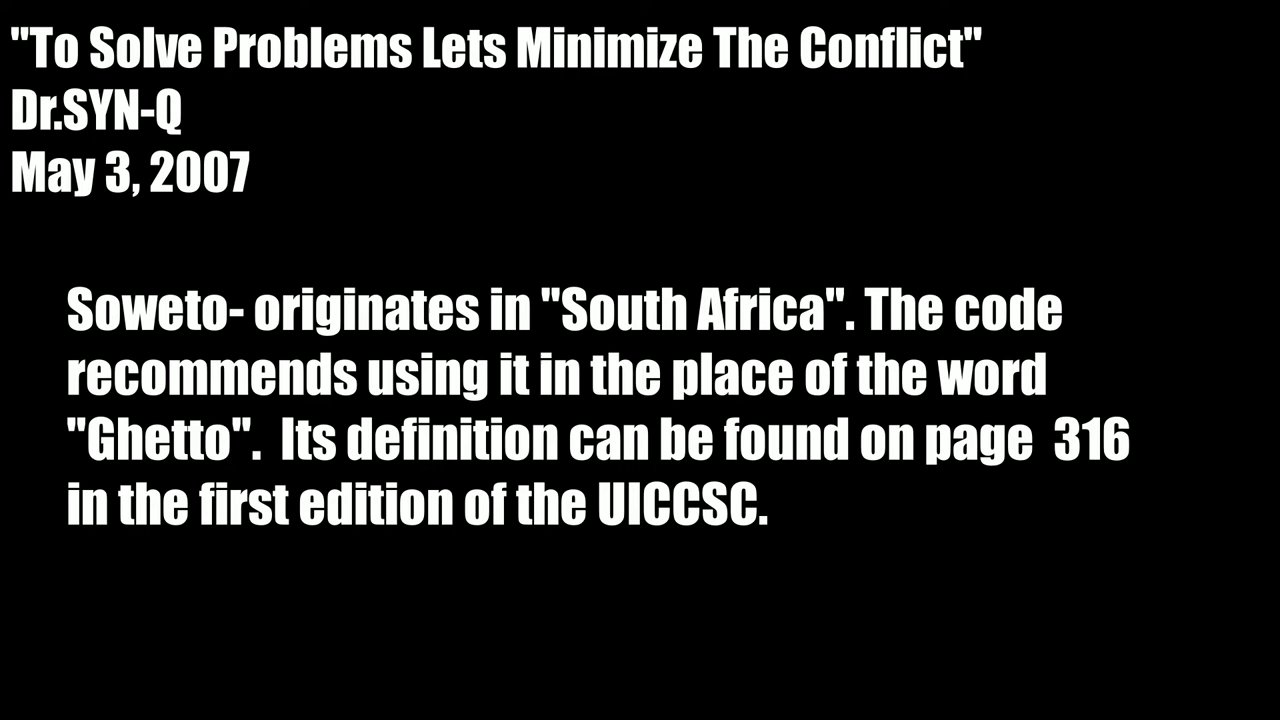 "To Solve Problems Lets Minimize The Conflict"
Dr.SYN-Q
May 3, 2007
Soweto- originates in "South Africa". The code
recommends using it in the place of the word
"Ghetto".  Its definition can be found on page  316
in the first edition of the UICCSC.